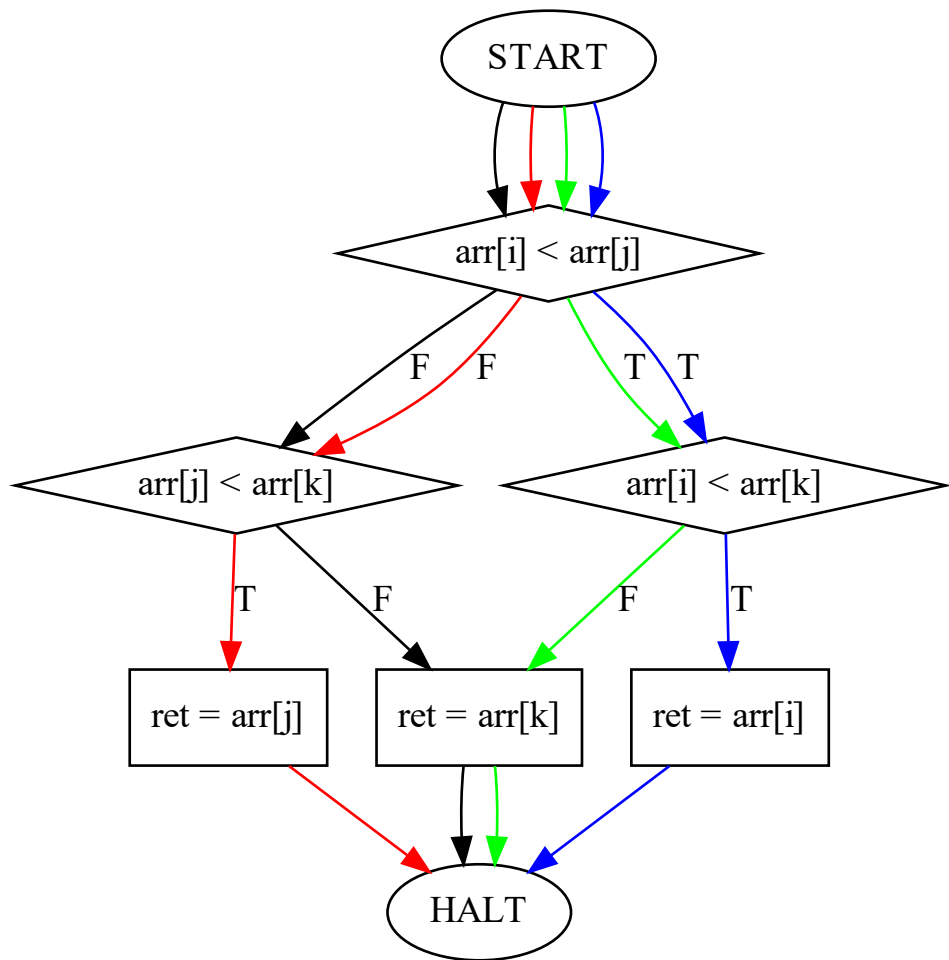 START
arr[i] < arr[j]
F
F
T
T
arr[j] < arr[k]
arr[i] < arr[k]
T
F
F
T
ret = arr[j]
ret = arr[k]
ret = arr[i]
HALT